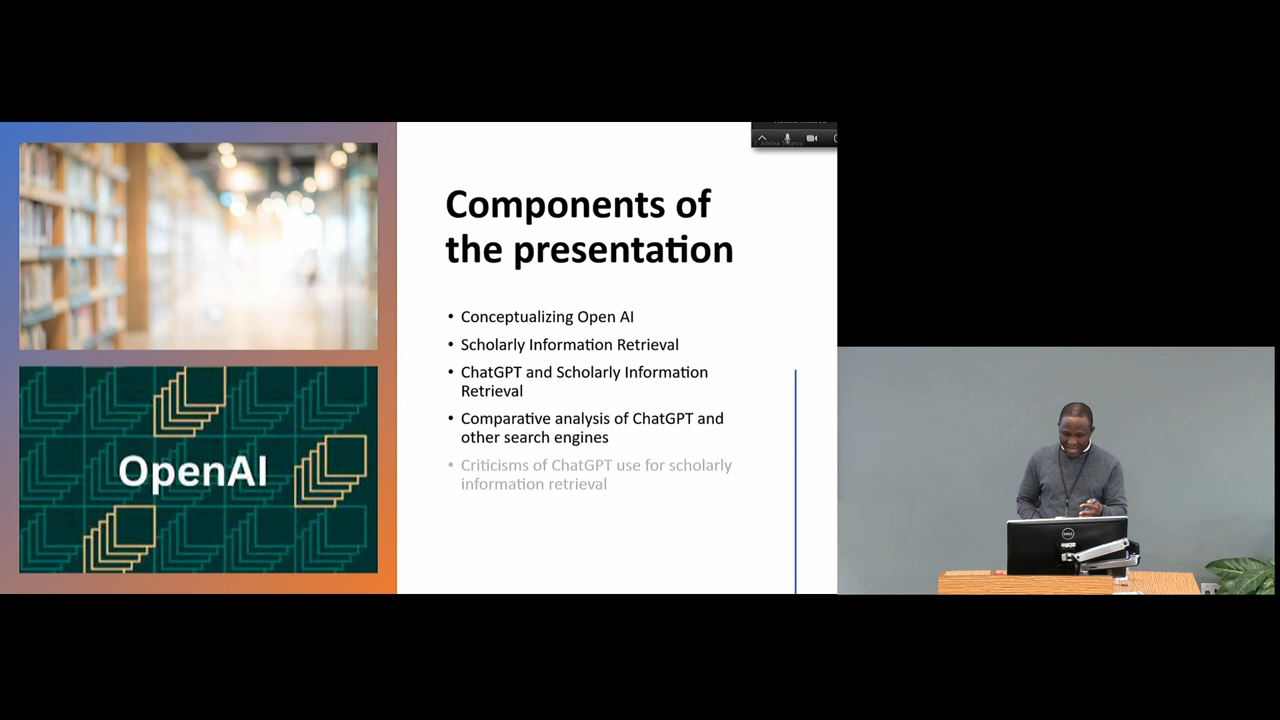 Components of
the presentation
• Conceptualizing Open AI
• Scholarly Information Retrieval
• ChatGPT and Scholarly Information
Retrieval
• Comparative analysis of ChatGPT and
other search engines
• Criticisms of ChatGPT use for scholarly
information retrieval
OpenAI
DELL